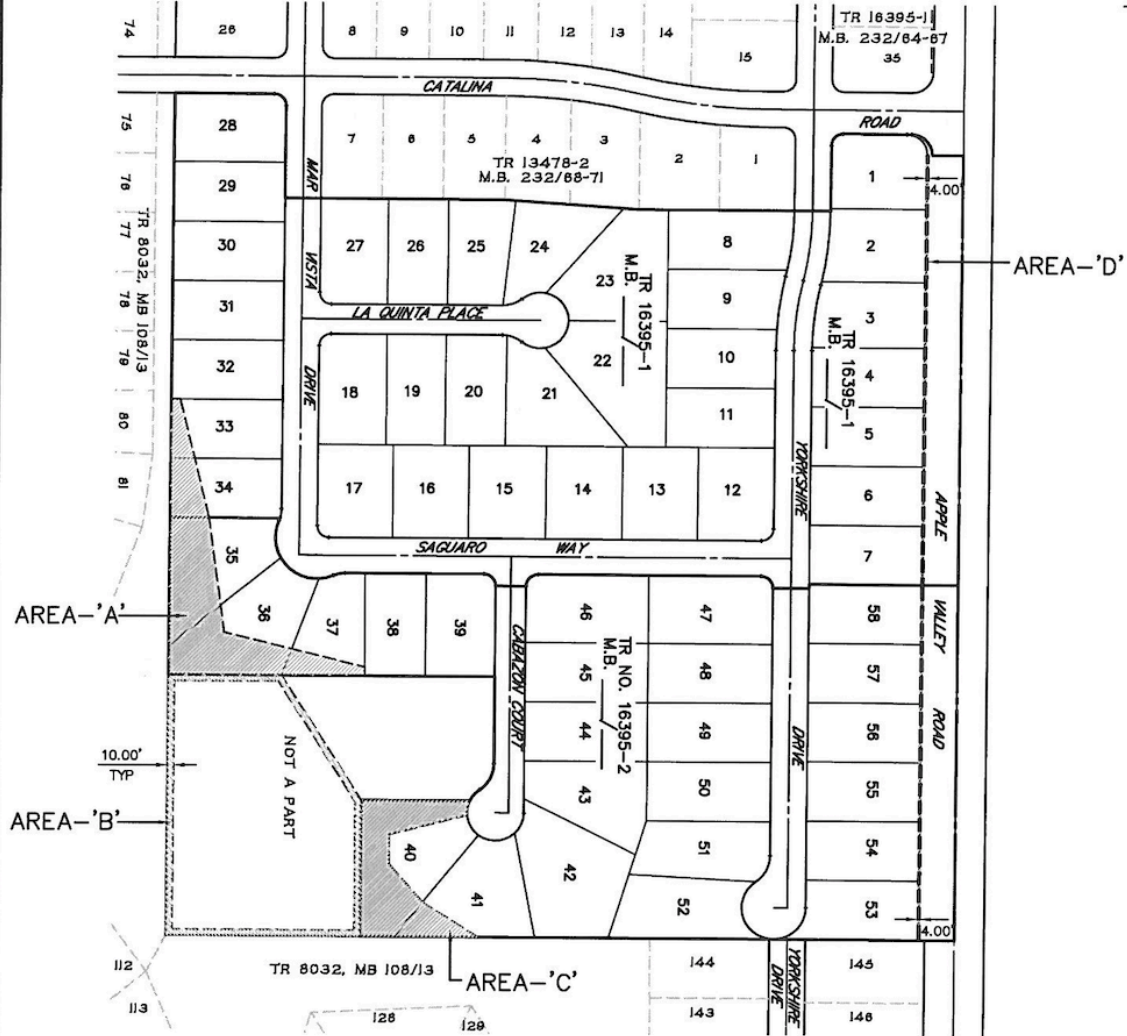 74
26
8
9
10
11
12
13
14
15
TR 16395-1
M.B. 232/64-67
35
CATALINA
ROAD
75
28
7
6
5
4
3
2
1
TR 13478-2
M.B. 232/68-71
1
4.00'
MAR
VISTA
DRIVE
76
29
TR 8032, MB 108/13
77
30
27
26
25
24
8
2
AREA-'D'
23
TR 16395-1
M.B.
78
31
9
3
LA QUINTA PLACE
TR 16395-1
M.B.
79
32
22
10
4
18
19
20
21
80
33
11
5
81
34
17
16
15
14
13
12
YORKSHIRE
DRIVE
6
APPLE
VALLEY
ROAD
7
SAGUARO WAY
35
AREA-'A'
36
37
38
39
CABAZON COURT
46
47
58
TR NO. 16395-2
M.B.
45
48
57
44
49
56
10.00'
TYP
NOT A PART
43
50
55
AREA-'B'
40
51
54
41
42
52
53
4.00'
112
TR 8032, MB 108/13
AREA-'C'
144
YORKSHIRE
DRIVE
145
113
128
129
143
146